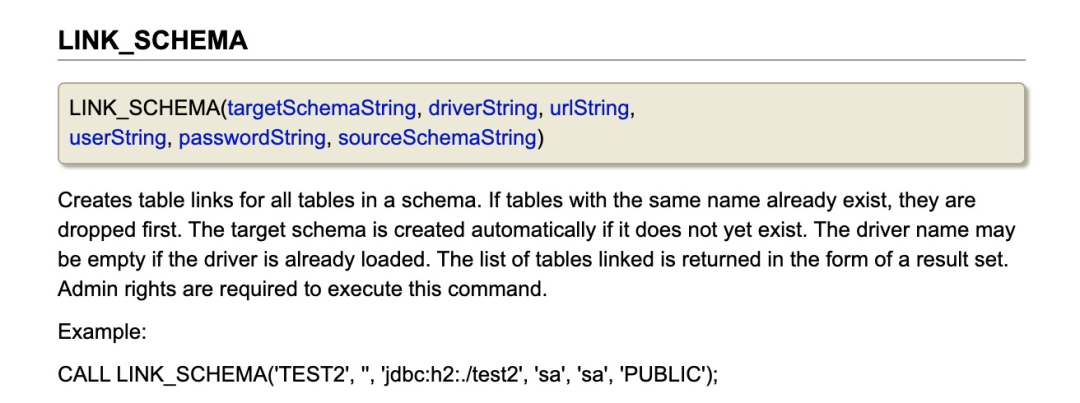 LINK_SCHEMA
LINK_SCHEMA(targetSchemaString, driverString, urlString,
userString, passwordString, sourceSchemaString)
Creates table links for all tables in a schema. If tables with the same name already exist, they are
dropped first. The target schema is created automatically if it does not yet exist. The driver name may
be empty if the driver is already loaded. The list of tables linked is returned in the form of a result set.
Admin rights are required to execute this command.
Example:
CALL LINK_SCHEMA('TEST2', '', 'jdbc:h2:./test2', 'sa', 'sa', 'PUBLIC');